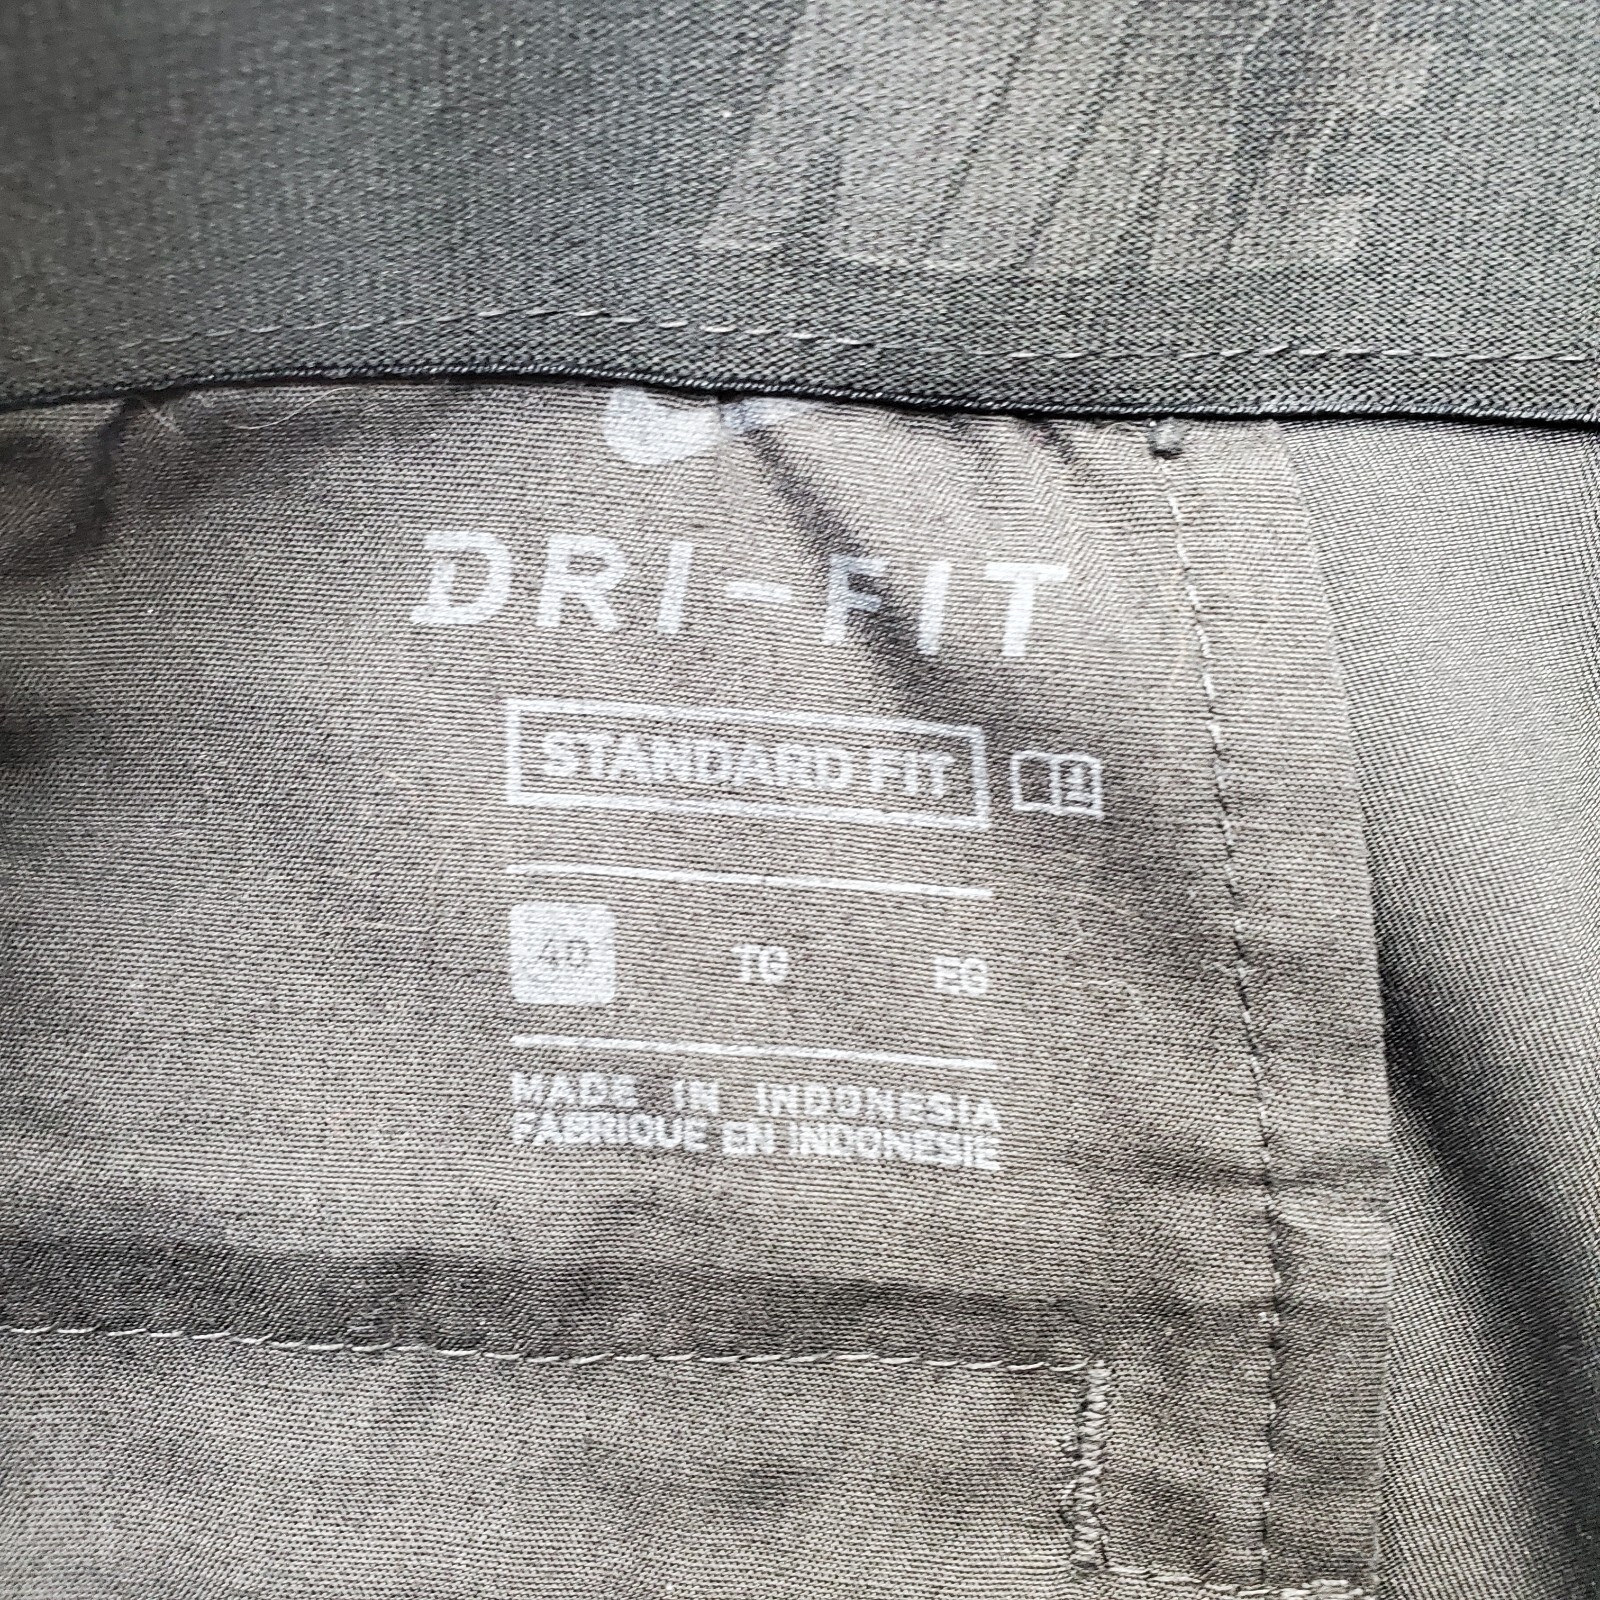 DRI-FIT
STANDARD FIT
40 TG EG
MADE IN INDONESIA
FABRIQUE EN INDONESIE